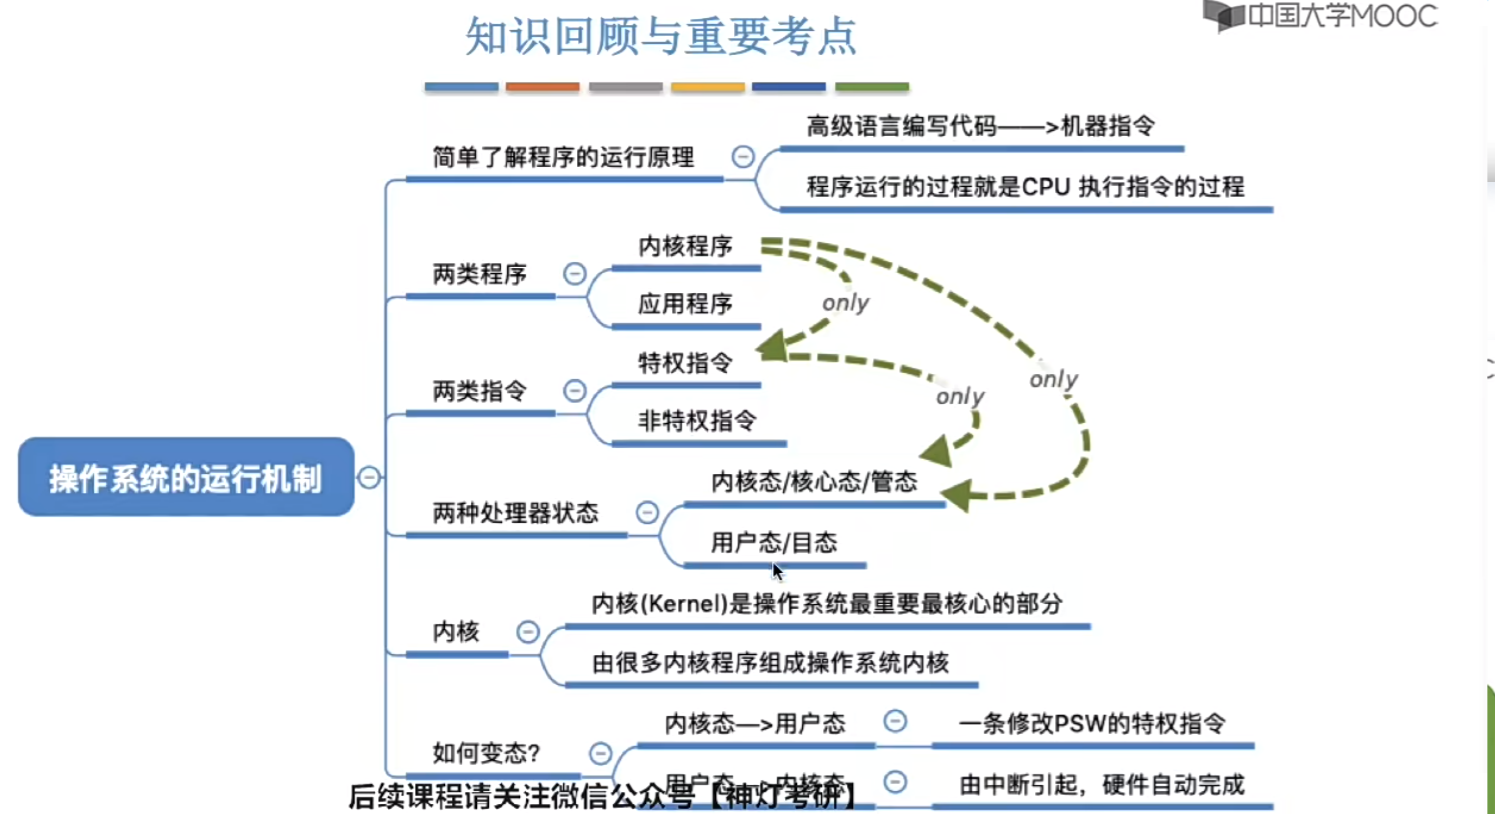 中国大学MOOC
知识回顾与重要考点
高级语言编写代码——>机器指令
简单了解程序的运行原理
程序运行的过程就是CPU 执行指令的过程
内核程序
两类程序
应用程序
only
特权指令
两类指令
only
only
非特权指令
操作系统的运行机制
内核态/核心态/管态
两种处理器状态
用户态/目态
内核(Kernel)是操作系统最重要最核心的部分
内核
由很多内核程序组成操作系统内核
内核态—>用户态
一条修改PSW的特权指令
如何变态?
用户态—>内核态
由中断引起，硬件自动完成
后续课程请关注微信公众号【神灯考研】